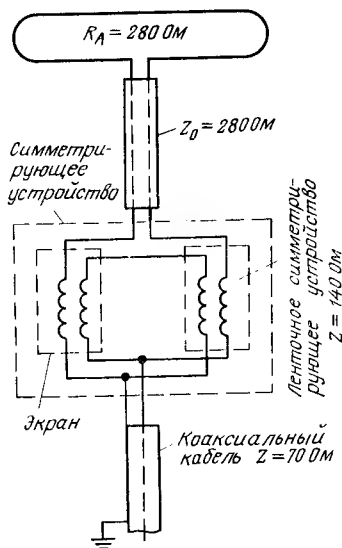 R_A = 280 Ом
Z_0 = 280 Ом
Симметри-
рующее
устройство
Ленточное симметри-
рующее устройство
Z = 140 Ом
Экран
Коаксиальный
кабель Z = 70 Ом